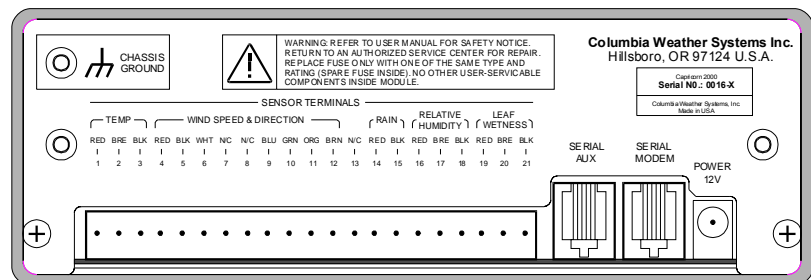 CHASSIS
GROUND
WARNING: REFER TO USER MANUAL FOR SAFETY NOTICE.
RETURN TO AN AUTHORIZED SERVICE CENTER FOR REPAIR.
REPLACE FUSE ONLY WITH ONE OF THE SAME TYPE AND
RATING (SPARE FUSE INSIDE). NO OTHER USER-SERVICABLE
COMPONENTS INSIDE MODULE.
Columbia Weather Systems Inc.
Hillsboro, OR 97124 U.S.A.
Capricorn 2000
Serial N0.: 0016-X
Columbia Weather Systems, Inc.
Made in USA
SENSOR TERMINALS
TEMP WIND SPEED & DIRECTION RAIN RELATIVE HUMIDITY LEAF WETNESS
RED BRE BLK RED BLK WHT N/C N/C BLU GRN ORG BRN N/C RED BLK RED BRE BLK RED BRE BLK
1 2 3 4 5 6 7 8 9 10 11 12 13 14 15 16 17 18 19 20 21
SERIAL
AUX
SERIAL
MODEM
POWER
12V